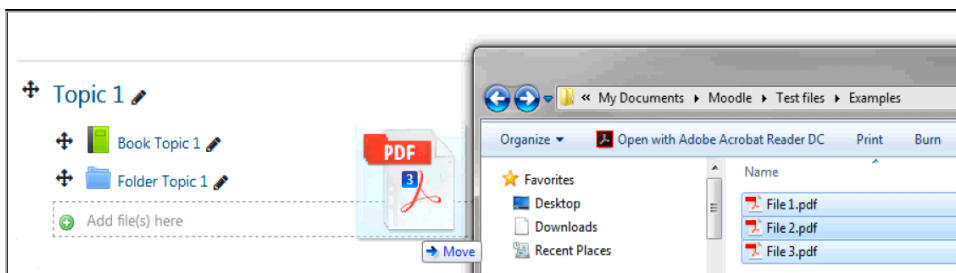 Topic 1
Book Topic 1
Folder Topic 1
Add file(s) here
PDF
3
Move
« My Documents Moodle Test files Examples
Organize Open with Adobe Acrobat Reader DC Print Burn
Favorites
Desktop
Downloads
Recent Places
Name
File 1.pdf
File 2.pdf
File 3.pdf